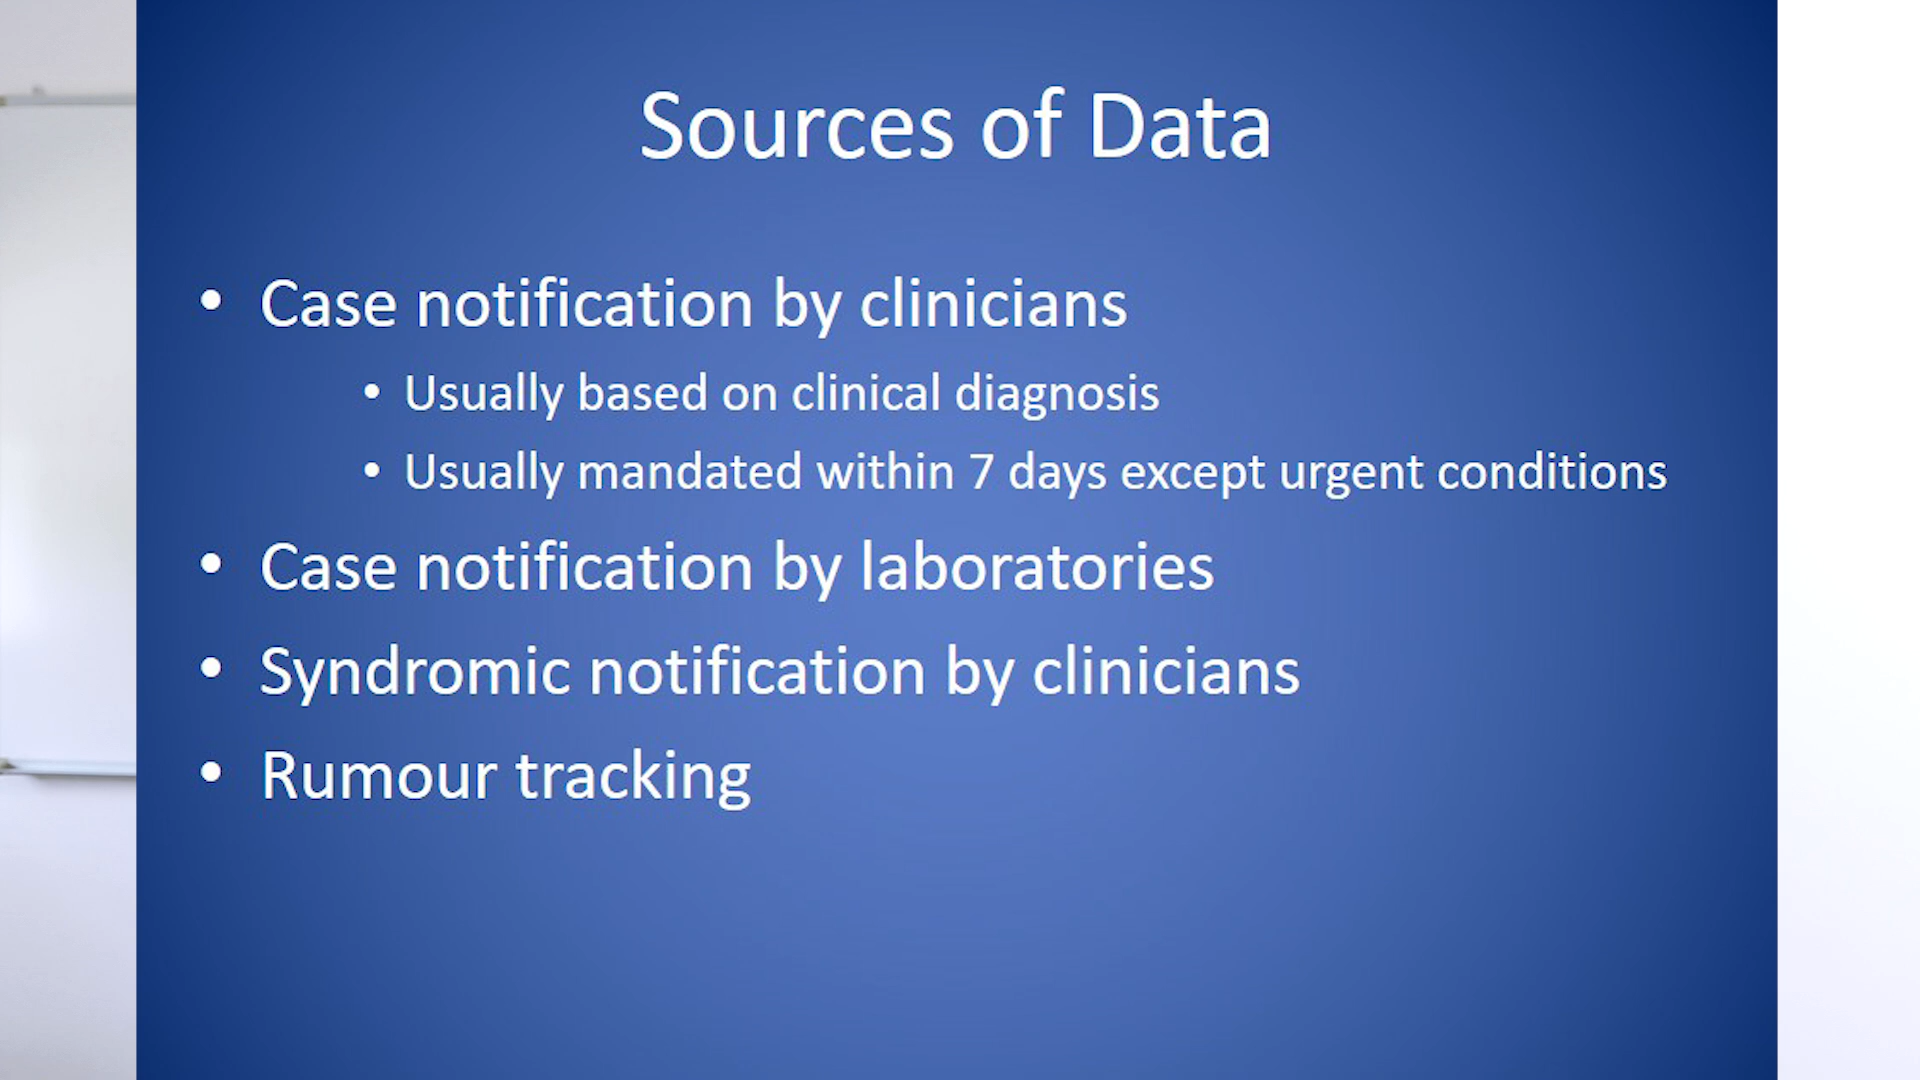 Sources of Data
• Case notification by clinicians
• Usually based on clinical diagnosis
• Usually mandated within 7 days except urgent conditions
• Case notification by laboratories
• Syndromic notification by clinicians
• Rumour tracking